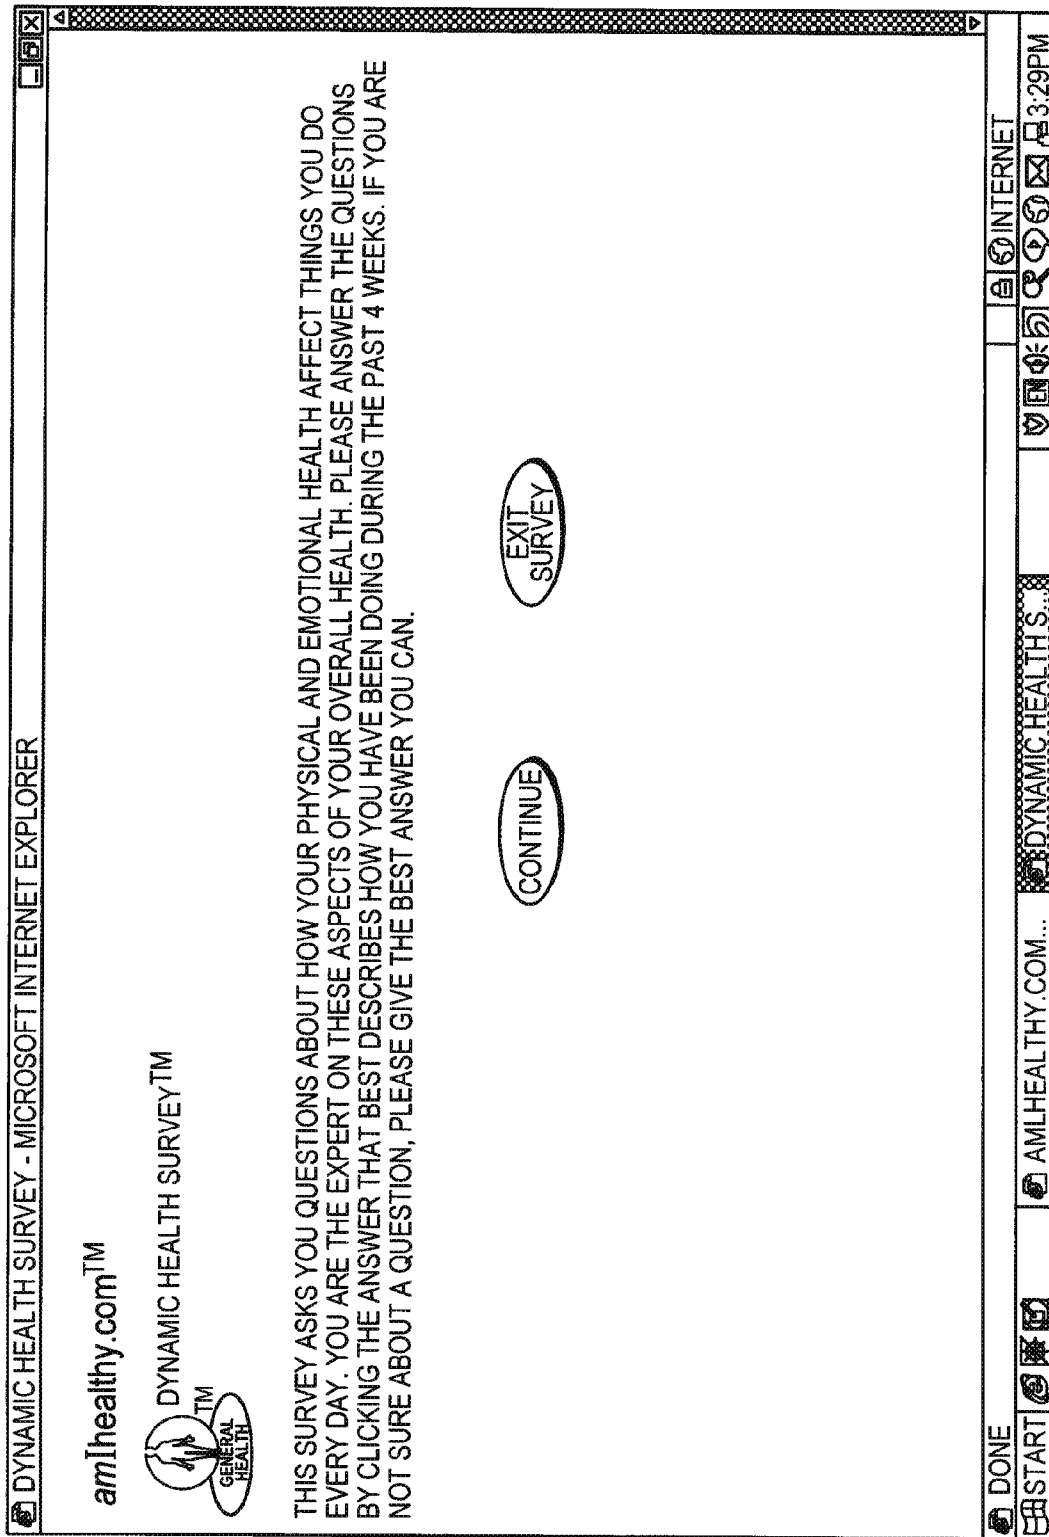 DYNAMIC HEALTH SURVEY - MICROSOFT INTERNET EXPLORER
amIhealthy.com™
DYNAMIC HEALTH SURVEY™
TM
GENERAL
HEALTH
THIS SURVEY ASKS YOU QUESTIONS ABOUT HOW YOUR PHYSICAL AND EMOTIONAL HEALTH AFFECT THINGS YOU DO
EVERY DAY. YOU ARE THE EXPERT ON THESE ASPECTS OF YOUR OVERALL HEALTH. PLEASE ANSWER THE QUESTIONS
BY CLICKING THE ANSWER THAT BEST DESCRIBES HOW YOU HAVE BEEN DOING DURING THE PAST 4 WEEKS. IF YOU ARE
NOT SURE ABOUT A QUESTION, PLEASE GIVE THE BEST ANSWER YOU CAN.
CONTINUE
EXIT
SURVEY
DONE
INTERNET
START
AMLHEALTHY.COM...
DYNAMIC HEALTH S...
EN
3:29PM